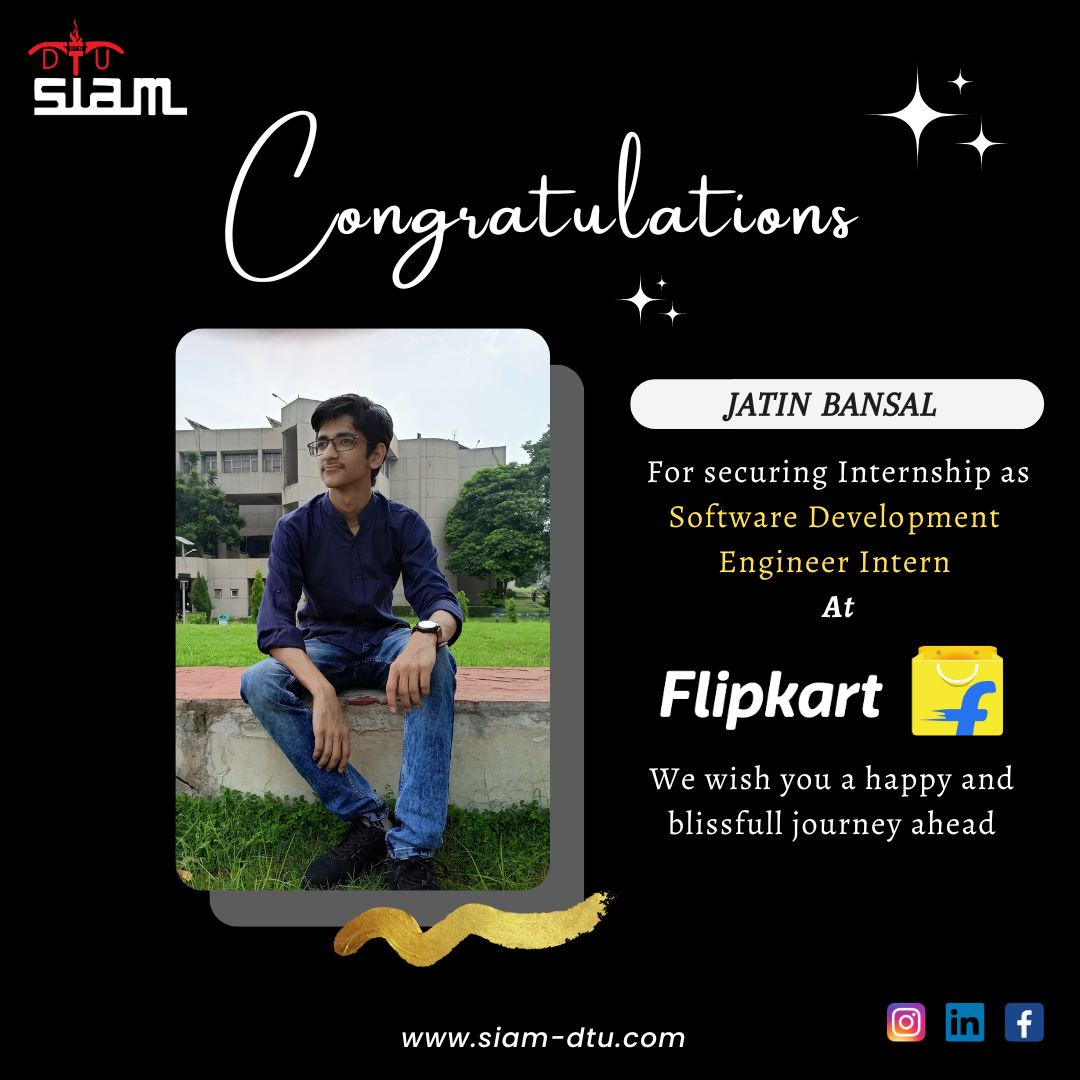 DTU
SIAM
Congratulations
JATIN BANSAL
For securing Internship as
Software Development
Engineer Intern
At
Flipkart
We wish you a happy and
blissfull journey ahead
www.siam-dtu.com